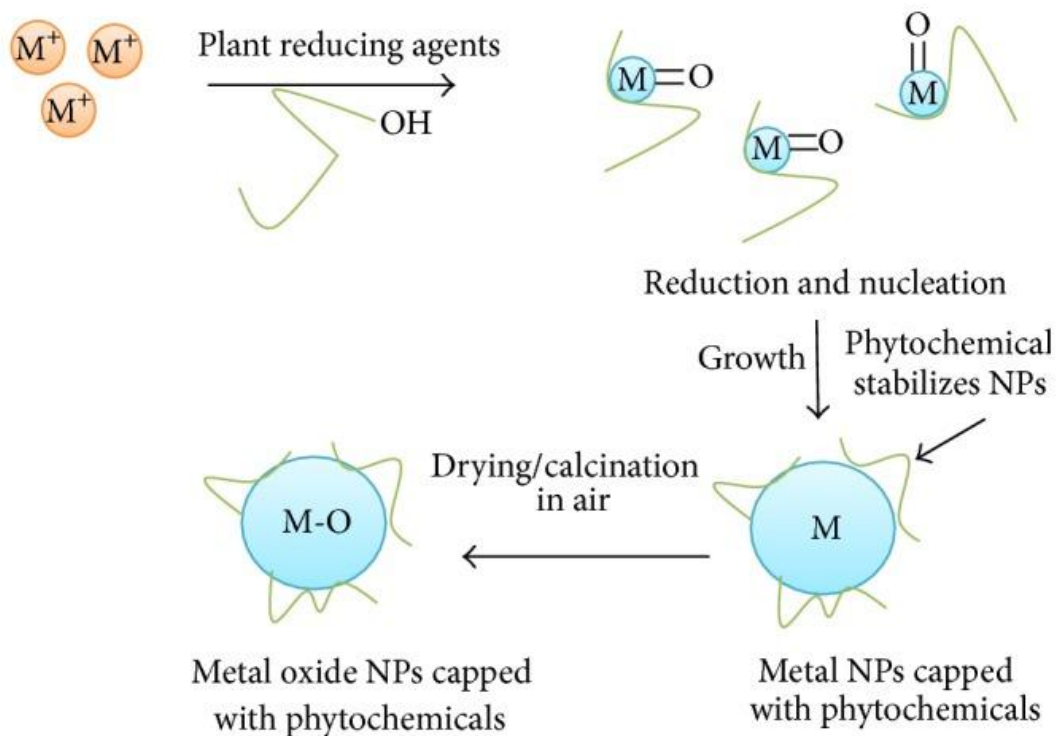 M⁺
M⁺
M⁺
Plant reducing agents
OH
M=O
M=O
O
M
Reduction and nucleation
Growth
Phytochemical
stabilizes NPs
M
Metal NPs capped
with phytochemicals
Drying/calcination
in air
M-O
Metal oxide NPs capped
with phytochemicals